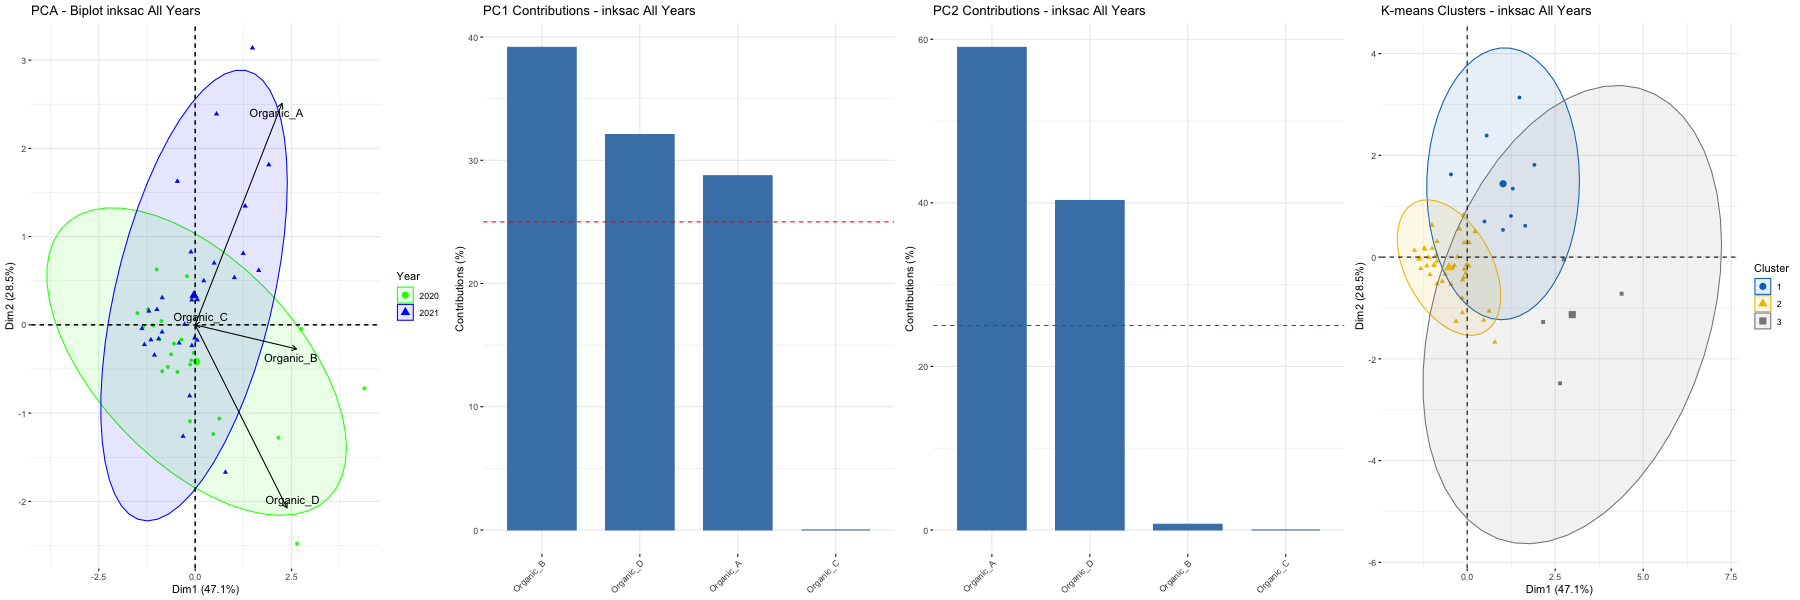 PCA - Biplot inksac All Years
Dim2 (28.5%)
3
2
1
0
-1
-2
Organic_A
Organic_C
Organic_B
Organic_D
-2.5
0.0
2.5
Dim1 (47.1%)
Year
2020
2021
PC1 Contributions - inksac All Years
Contributions (%)
40
30
20
10
0
Organic_B
Organic_D
Organic_A
Organic_C
PC2 Contributions - inksac All Years
Contributions (%)
60
40
20
0
Organic_A
Organic_D
Organic_B
Organic_C
K-means Clusters - inksac All Years
Dim2 (28.5%)
4
2
0
-2
-4
-6
0.0
2.5
5.0
7.5
Dim1 (47.1%)
Cluster
1
2
3